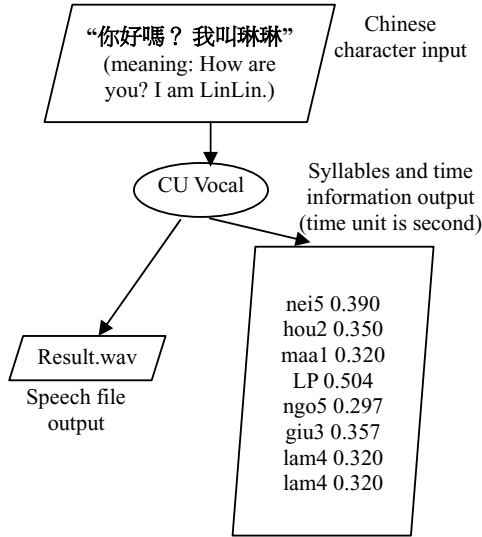 “你好嗎？ 我叫琳琳”
(meaning: How are
you? I am LinLin.)
Chinese
character input
CU Vocal
Syllables and time
information output
(time unit is second)
Result.wav
Speech file
output
nei5 0.390
hou2 0.350
maa1 0.320
LP 0.504
ngo5 0.297
giu3 0.357
lam4 0.320
lam4 0.320